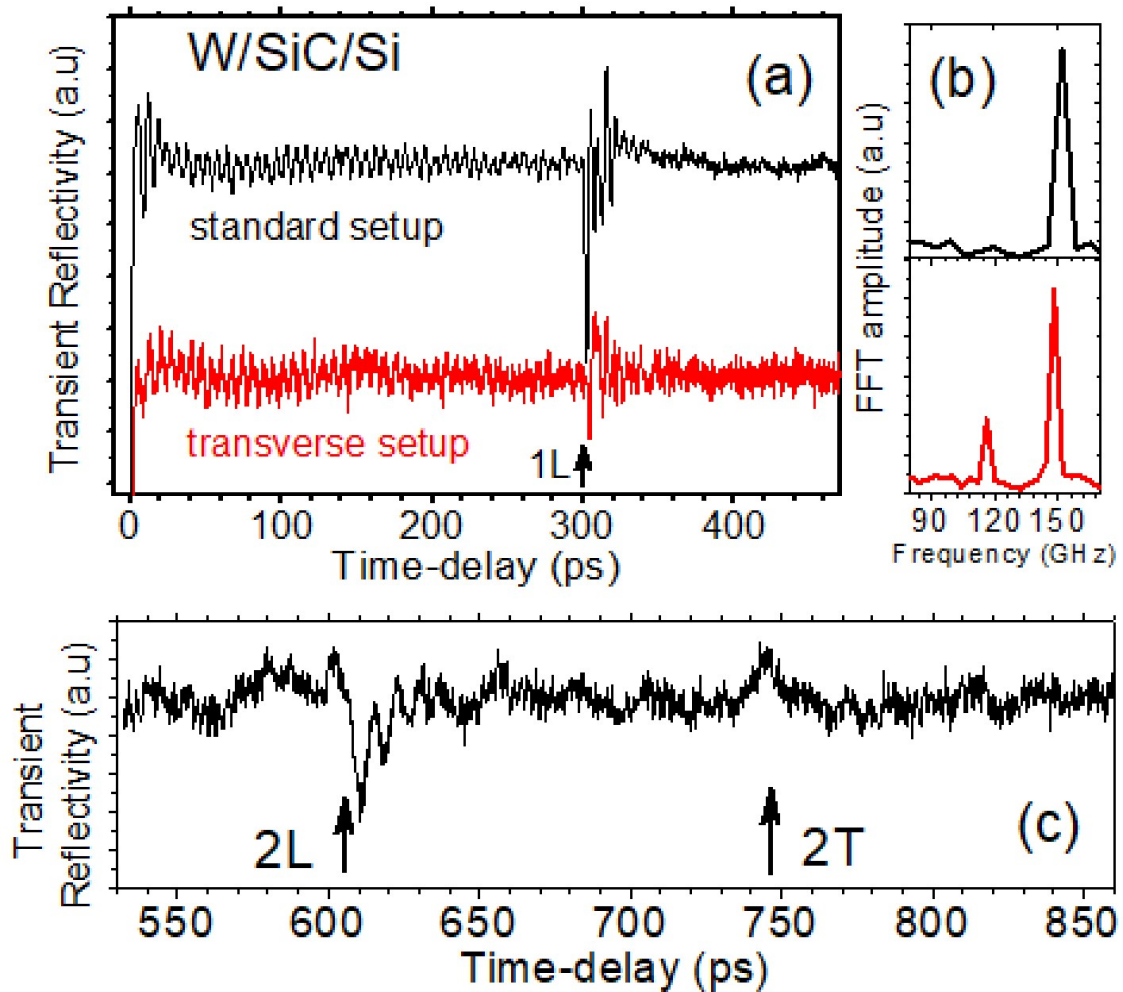 W/SiC/Si
(a)
Transient Reflectivity (a.u)
standard setup
transverse setup
1L
0 100 200 300 400
Time-delay (ps)
(b)
FFT amplitude (a.u)
90 120 150
Frequency (GHz)
Transient
Reflectivity (a.u)
2L
2T
(c)
550 600 650 700 750 800 850
Time-delay (ps)